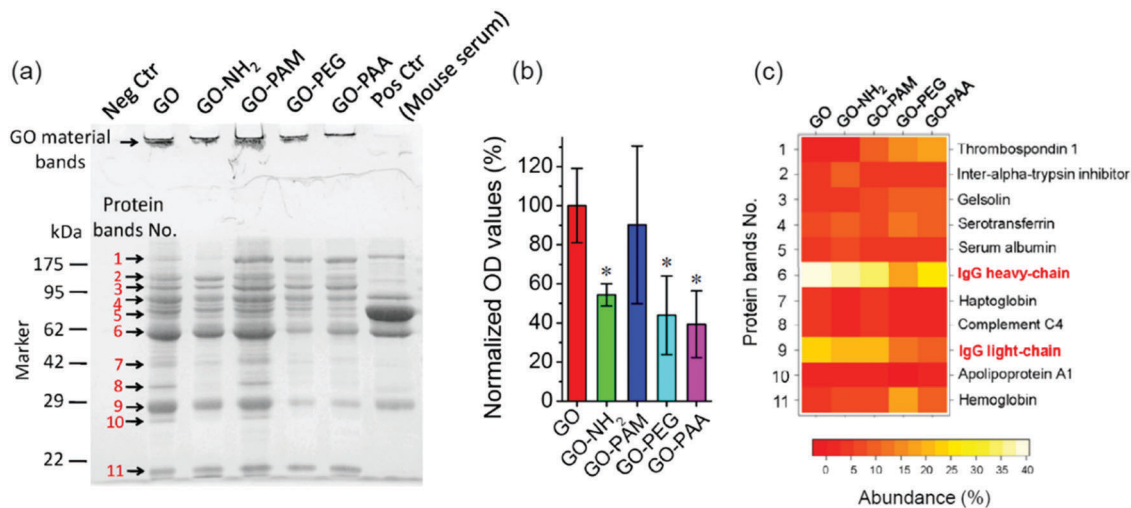 (a)
Neg Ctr
GO
GO-NH2
GO-PAM
GO-PEG
GO-PAA
Pos Ctr
(Mouse serum)
GO material
bands
Protein
bands No.
kDa
175
95
62
42
29
22
Marker
1
2
3
4
5
6
7
8
9
10
11
(b)
Normalized OD values (%)
120
100
80
60
40
20
0
*
*
*
GO
GO-NH2
GO-PAM
GO-PEG
GO-PAA
(c)
GO
GO-NH2
GO-PAM
GO-PEG
GO-PAA
Protein bands No.
1 Thrombospondin 1
2 Inter-alpha-trypsin inhibitor
3 Gelsolin
4 Serotransferrin
5 Serum albumin
6 IgG heavy-chain
7 Haptoglobin
8 Complement C4
9 IgG light-chain
10 Apolipoprotein A1
11 Hemoglobin
0 5 10 15 20 25 30 35 40
Abundance (%)